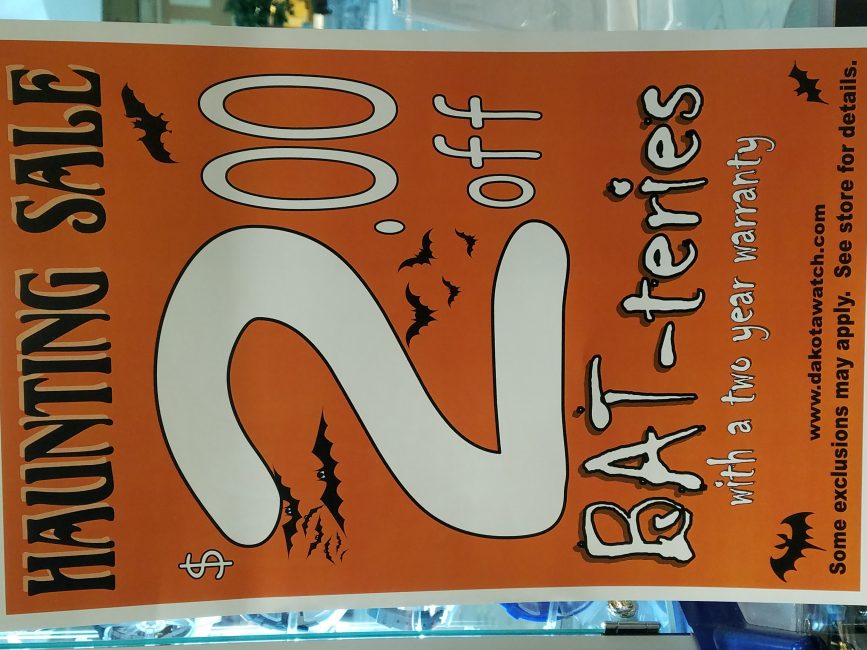 HAUNTING SALE
$2.00
off
BAT-teries
with a two year warranty
www.dakotawatch.com
Some exclusions may apply. See store for details.